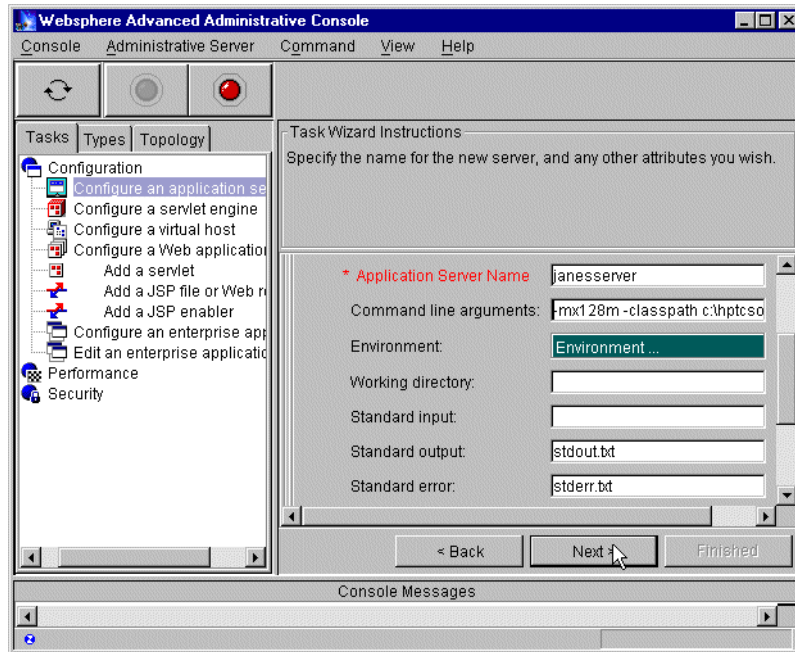 Websphere Advanced Administrative Console
Console Administrative Server Command View Help
Tasks Types Topology
Configuration
Configure an application se
Configure a servlet engine
Configure a virtual host
Configure a Web application
Add a servlet
Add a JSP file or Web re
Add a JSP enabler
Configure an enterprise app
Edit an enterprise applicatic
Performance
Security
Task Wizard Instructions
Specify the name for the new server, and any other attributes you wish.
* Application Server Name janesserver
Command line arguments: -mx128m -classpath c:\hptcso
Environment: Environment ...
Working directory:
Standard input:
Standard output: stdout.txt
Standard error: stderr.txt
< Back Next > Finished
Console Messages